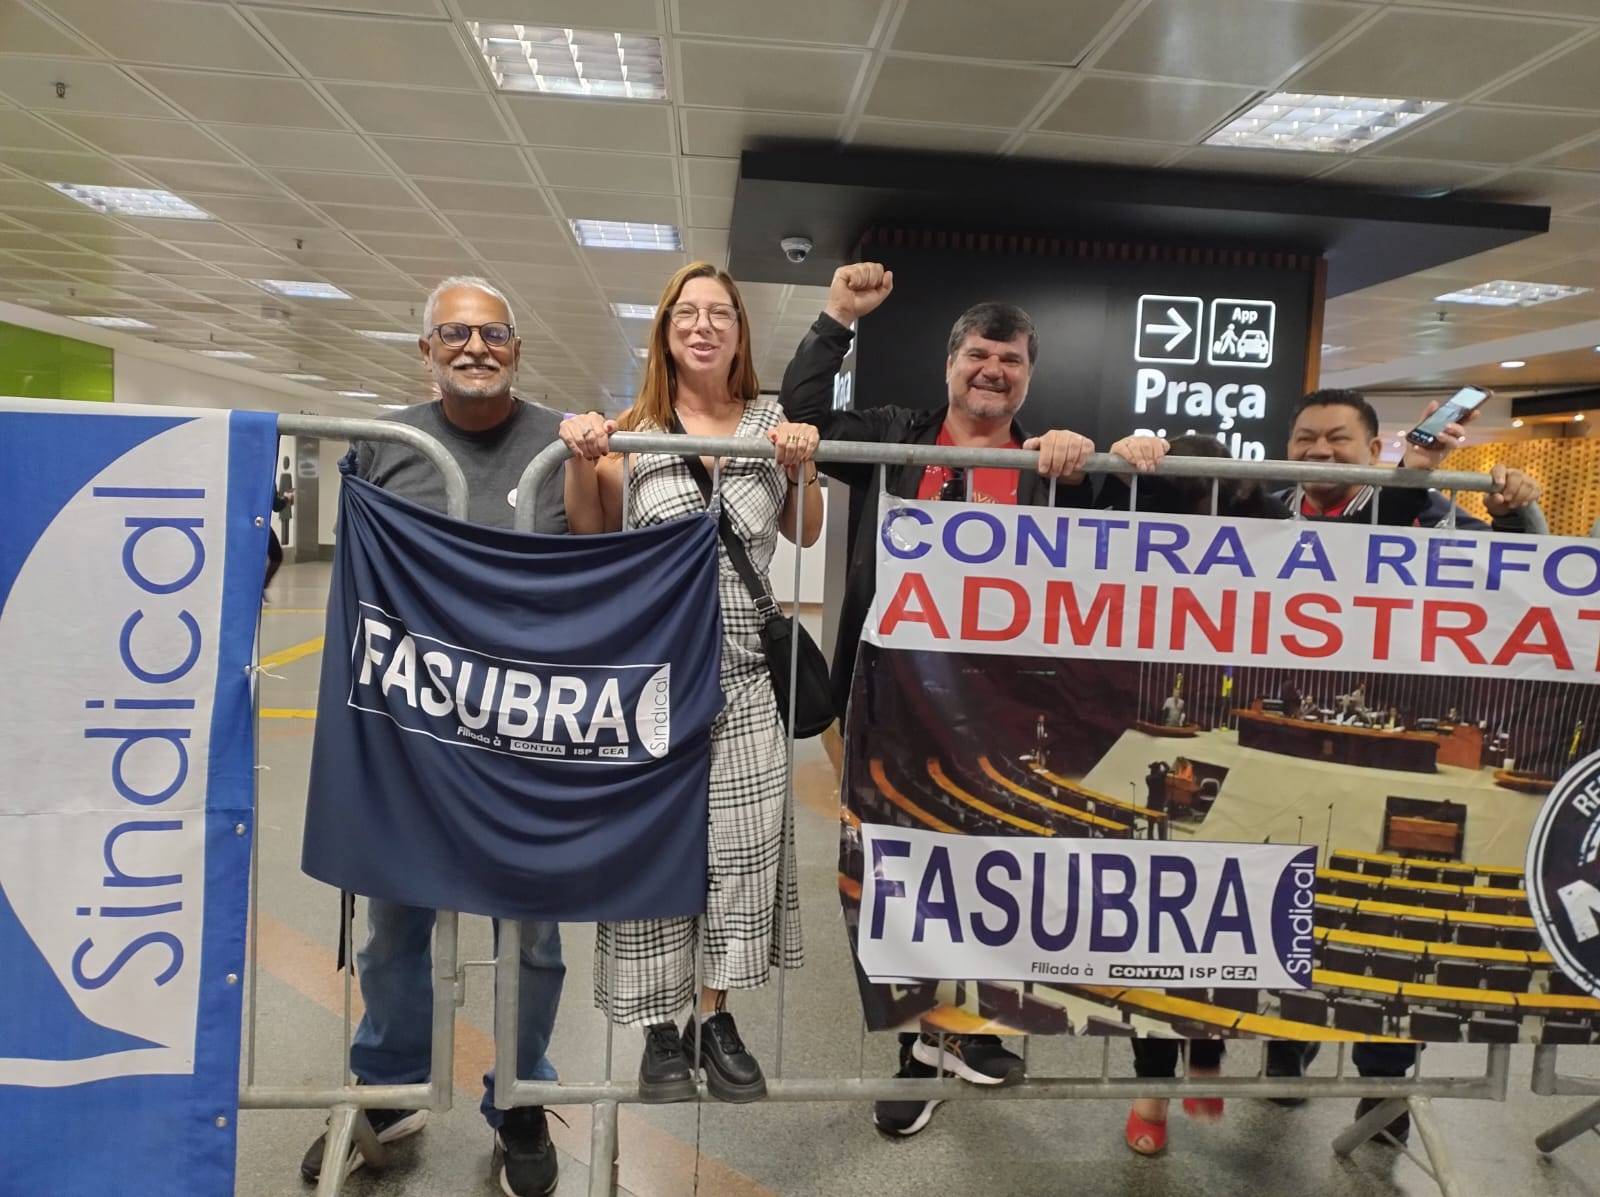 Sindical
FASUBRA
Sindical
Filiada à CONTUA ISP CEA
App
Praça
CONTRA A REFO
ADMINISTRAT
FASUBRA
Sindical
Filiada à CONTUA ISP CEA